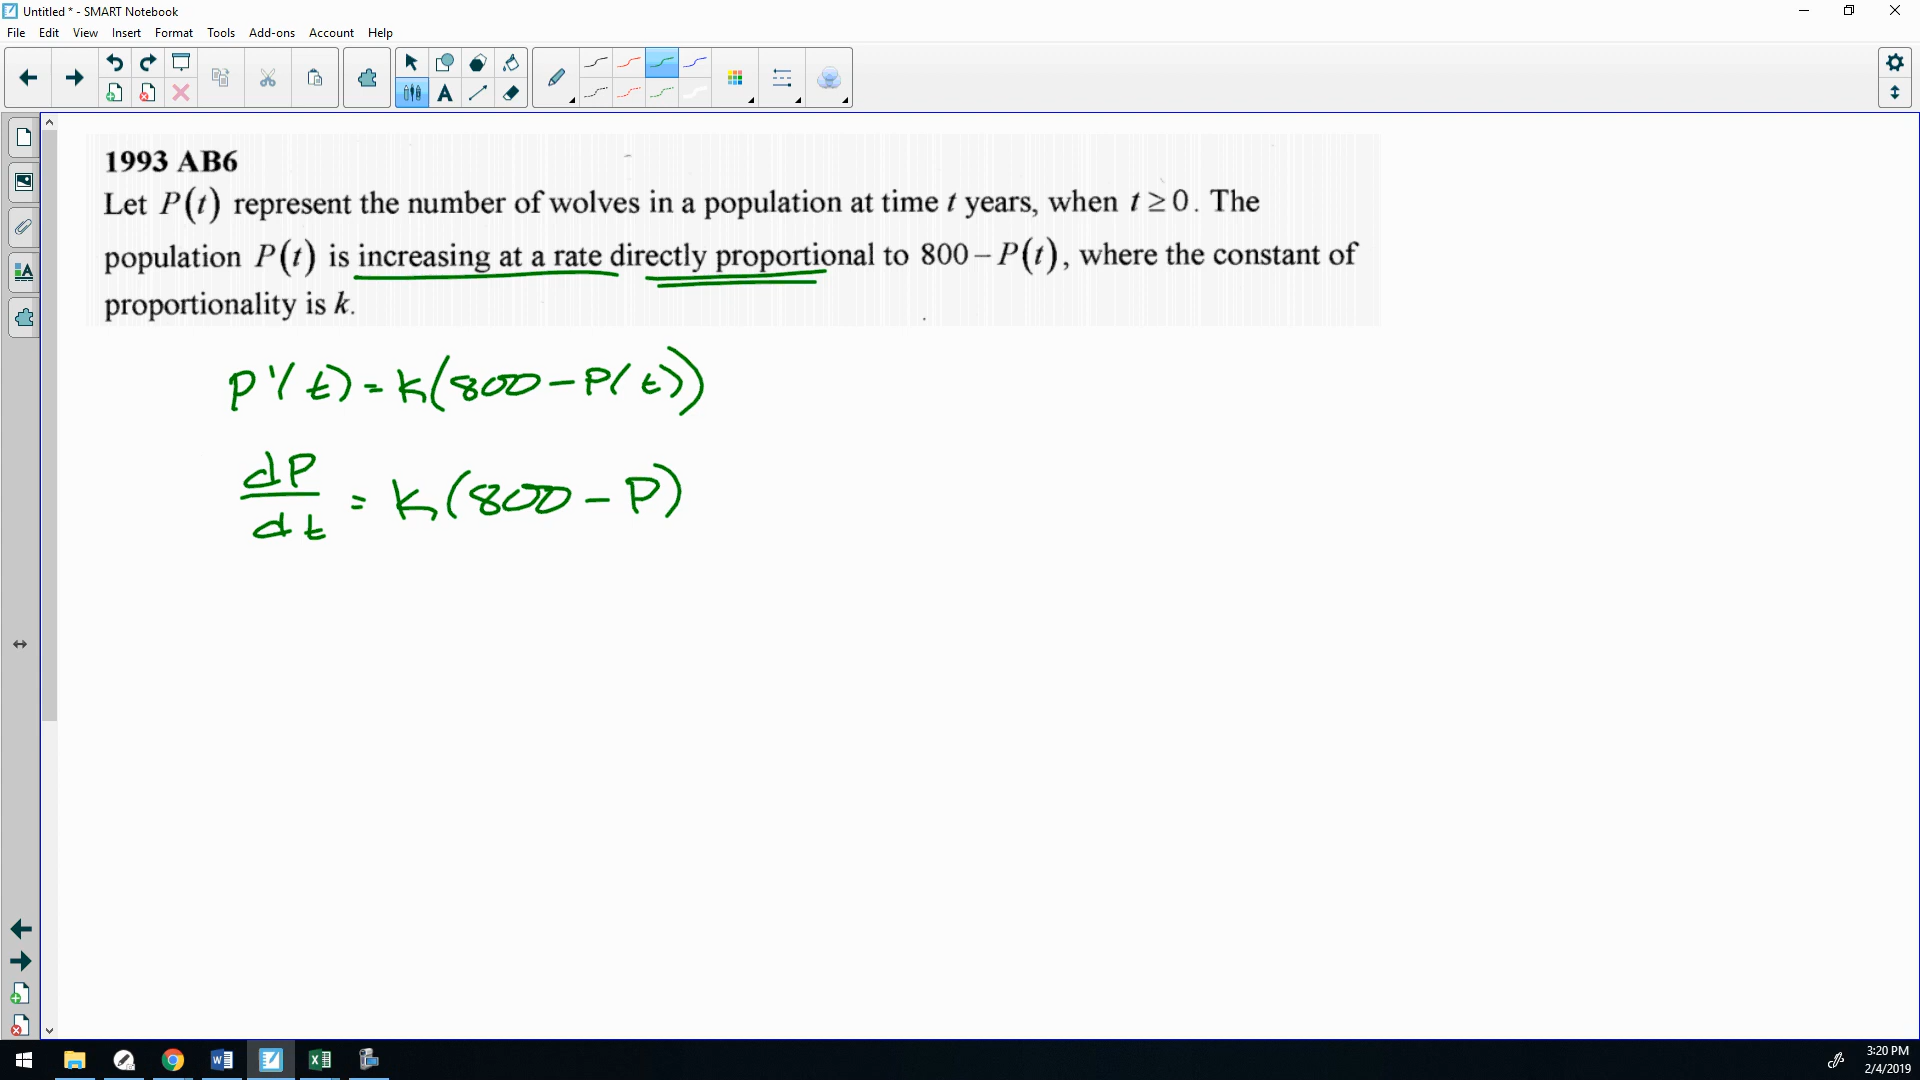 Untitled * - SMART Notebook
File Edit View Insert Format Tools Add-ons Account Help
1993 AB6
Let P(t) represent the number of wolves in a population at time t years, when t ≥ 0. The
population P(t) is increasing at a rate directly proportional to 800 – P(t), where the constant of
proportionality is k.
P'(t) = k(800 – P(t))
dP/dt = k(800 – P)
3:20 PM
2/4/2019